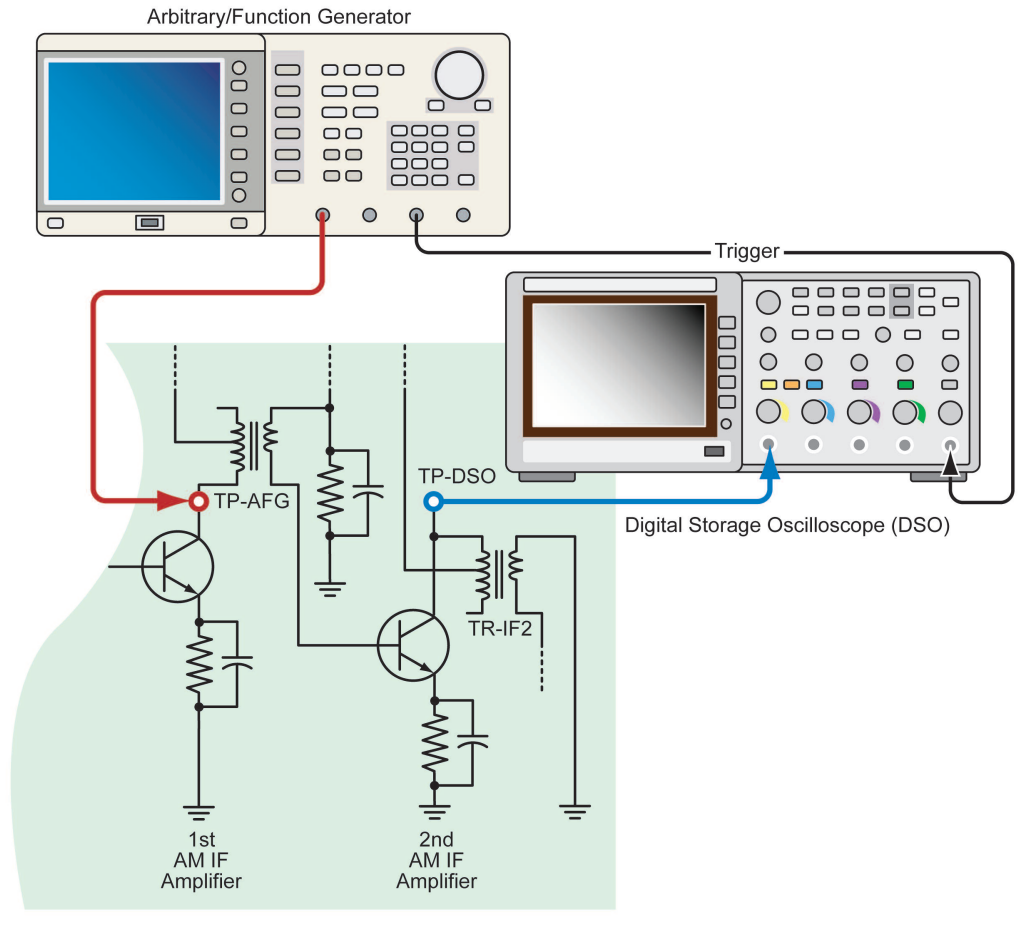 Arbitrary/Function Generator
Trigger
TP-AFG
TP-DSO
Digital Storage Oscilloscope (DSO)
TR-IF2
1st
AM IF
Amplifier
2nd
AM IF
Amplifier